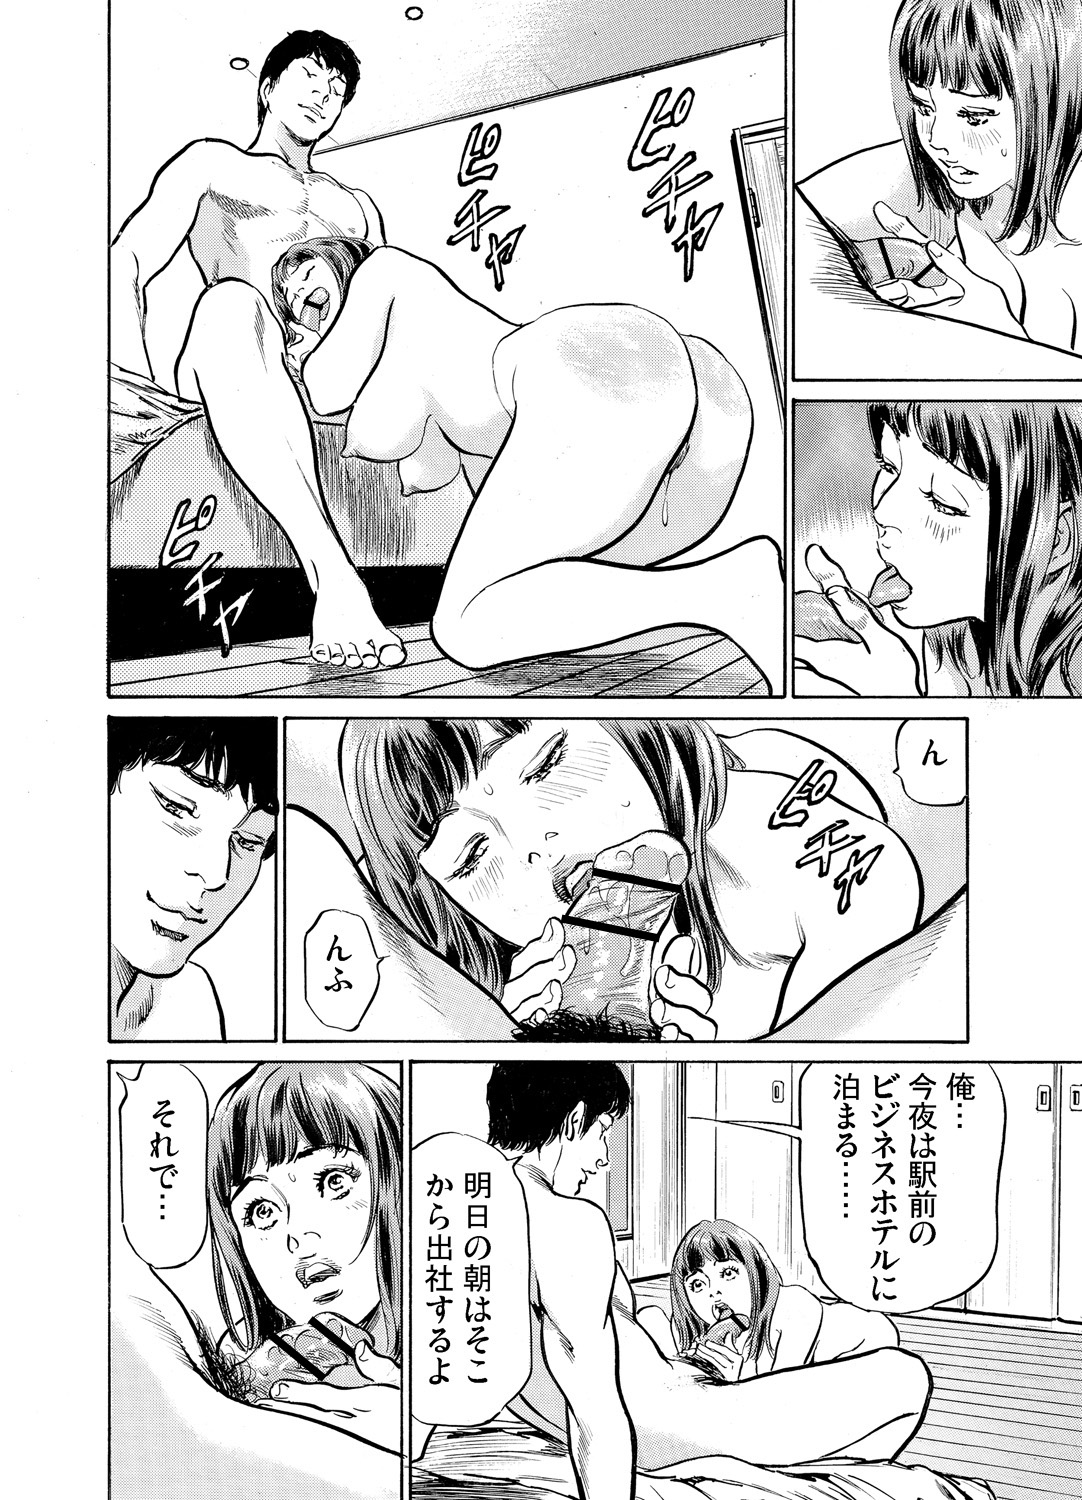 ピチャ
ピチャ
ピチャ
ん
ピチャ
んふ
俺…
今夜は駅前の
ビジネスホテルに
泊まる……
明日の朝はそこ
から出社するよ
それで…